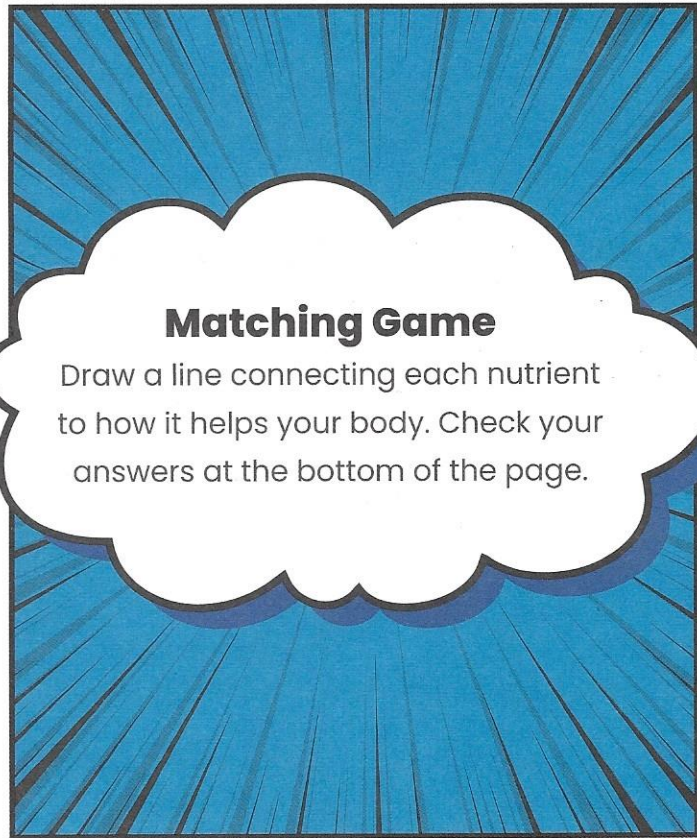 Matching Game
Draw a line connecting each nutrient
to how it helps your body. Check your
answers at the bottom of the page.